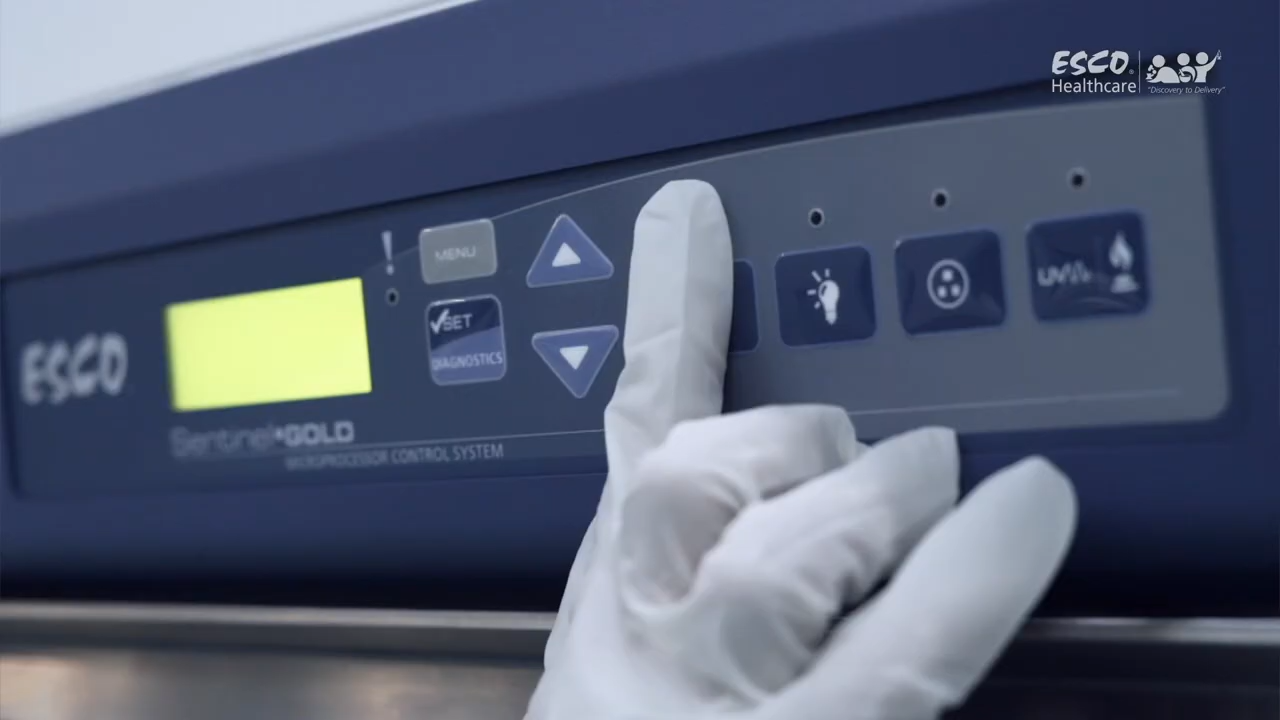 ESCO
Healthcare
"Discovery to Delivery"
!
MENU
SET
DIAGNOSTICS
UV
ESCO
Sentinel GOLD
MICROPROCESSOR CONTROL SYSTEM